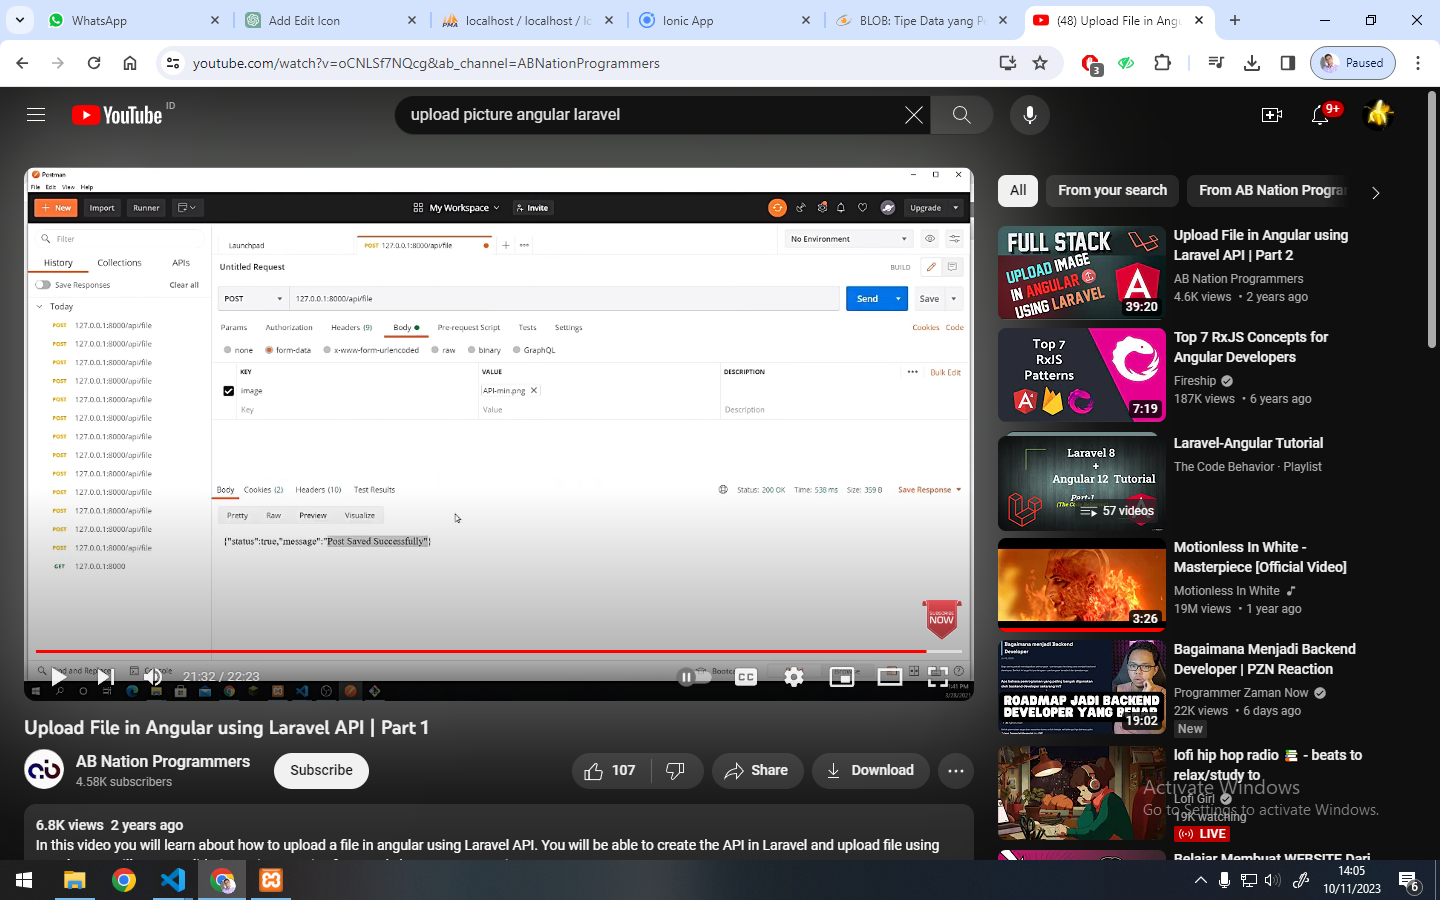 WhatsApp
Add Edit Icon
localhost / localhost / lo
Ionic App
BLOB: Tipe Data yang Pe
(48) Upload File in Angu
youtube.com/watch?v=oCNLSf7NQcg&ab_channel=ABNationProgrammers
3
Paused
YouTube ID
upload picture angular laravel
9+
Postman
File Edit View Help
+ New Import Runner
My Workspace
Invite
Upgrade
Filter
Launchpad
POST 127.0.0.1:8000/api/file
No Environment
History Collections APIs
Untitled Request
BUILD
Save Responses Clear all
POST 127.0.0.1:8000/api/file
Send Save
Today
Params Authorization Headers (9) Body Pre-request Script Tests Settings
Cookies Code
none form-data x-www-form-urlencoded raw binary GraphQL
KEY VALUE DESCRIPTION
Bulk Edit
image API-min.png
Key Value Description
POST 127.0.0.1:8000/api/file
POST 127.0.0.1:8000/api/file
POST 127.0.0.1:8000/api/file
POST 127.0.0.1:8000/api/file
POST 127.0.0.1:8000/api/file
POST 127.0.0.1:8000/api/file
POST 127.0.0.1:8000/api/file
POST 127.0.0.1:8000/api/file
POST 127.0.0.1:8000/api/file
POST 127.0.0.1:8000/api/file
POST 127.0.0.1:8000/api/file
POST 127.0.0.1:8000/api/file
POST 127.0.0.1:8000/api/file
GET 127.0.0.1:8000
Body Cookies (2) Headers (10) Test Results
Status: 200 OK Time: 538 ms Size: 359 B Save Response
Pretty Raw Preview Visualize
{"status":true,"message":"Post Saved Successfully"}
SUBSCRIBE
NOW
21:32 / 22:23
CC
Upload File in Angular using Laravel API | Part 1
AB Nation Programmers
4.58K subscribers
Subscribe
107
Share
Download
6.8K views 2 years ago
In this video you will learn about how to upload a file in angular using Laravel API. You will be able to create the API in Laravel and upload file using
All
From your search
From AB Nation Progra
FULL STACK
UPLOAD IMAGE
IN ANGULAR
USING LARAVEL
39:20
Upload File in Angular using
Laravel API | Part 2
AB Nation Programmers
4.6K views • 2 years ago
Top 7
RxJS
Patterns
7:19
Top 7 RxJS Concepts for
Angular Developers
Fireship
187K views • 6 years ago
Laravel 8
+
Angular 12 Tutorial
Part-1
57 videos
Laravel-Angular Tutorial
The Code Behavior · Playlist
3:26
Motionless In White -
Masterpiece [Official Video]
Motionless In White
19M views • 1 year ago
Bagaimana menjadi Backend
Developer
ROADMAP JADI BACKEND
DEVELOPER YANG BENAR
19:02
Bagaimana Menjadi Backend
Developer | PZN Reaction
Programmer Zaman Now
22K views • 6 days ago
New
lofi hip hop radio - beats to
relax/study to
Lofi Girl
19K watching
LIVE
Belajar Membuat WEBSITE Dari
Activate Windows
Go to Settings to activate Windows.
14:05
10/11/2023
6